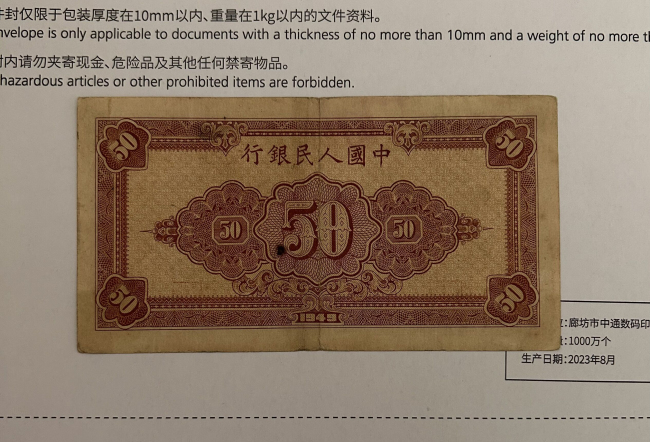 件封仅限于包装厚度在10mm以内、重量在1kg以内的文件资料。
nvelope is only applicable to documents with a thickness of no more than 10mm and a weight of no more th
封内请勿夹寄现金、危险品及其他任何禁寄物品。
hazardous articles or other prohibited items are forbidden.
50 50
行銀民人國中
50 50 50
50 50
1949
：廊坊市中通数码印
：1000万个
生产日期：2023年8月